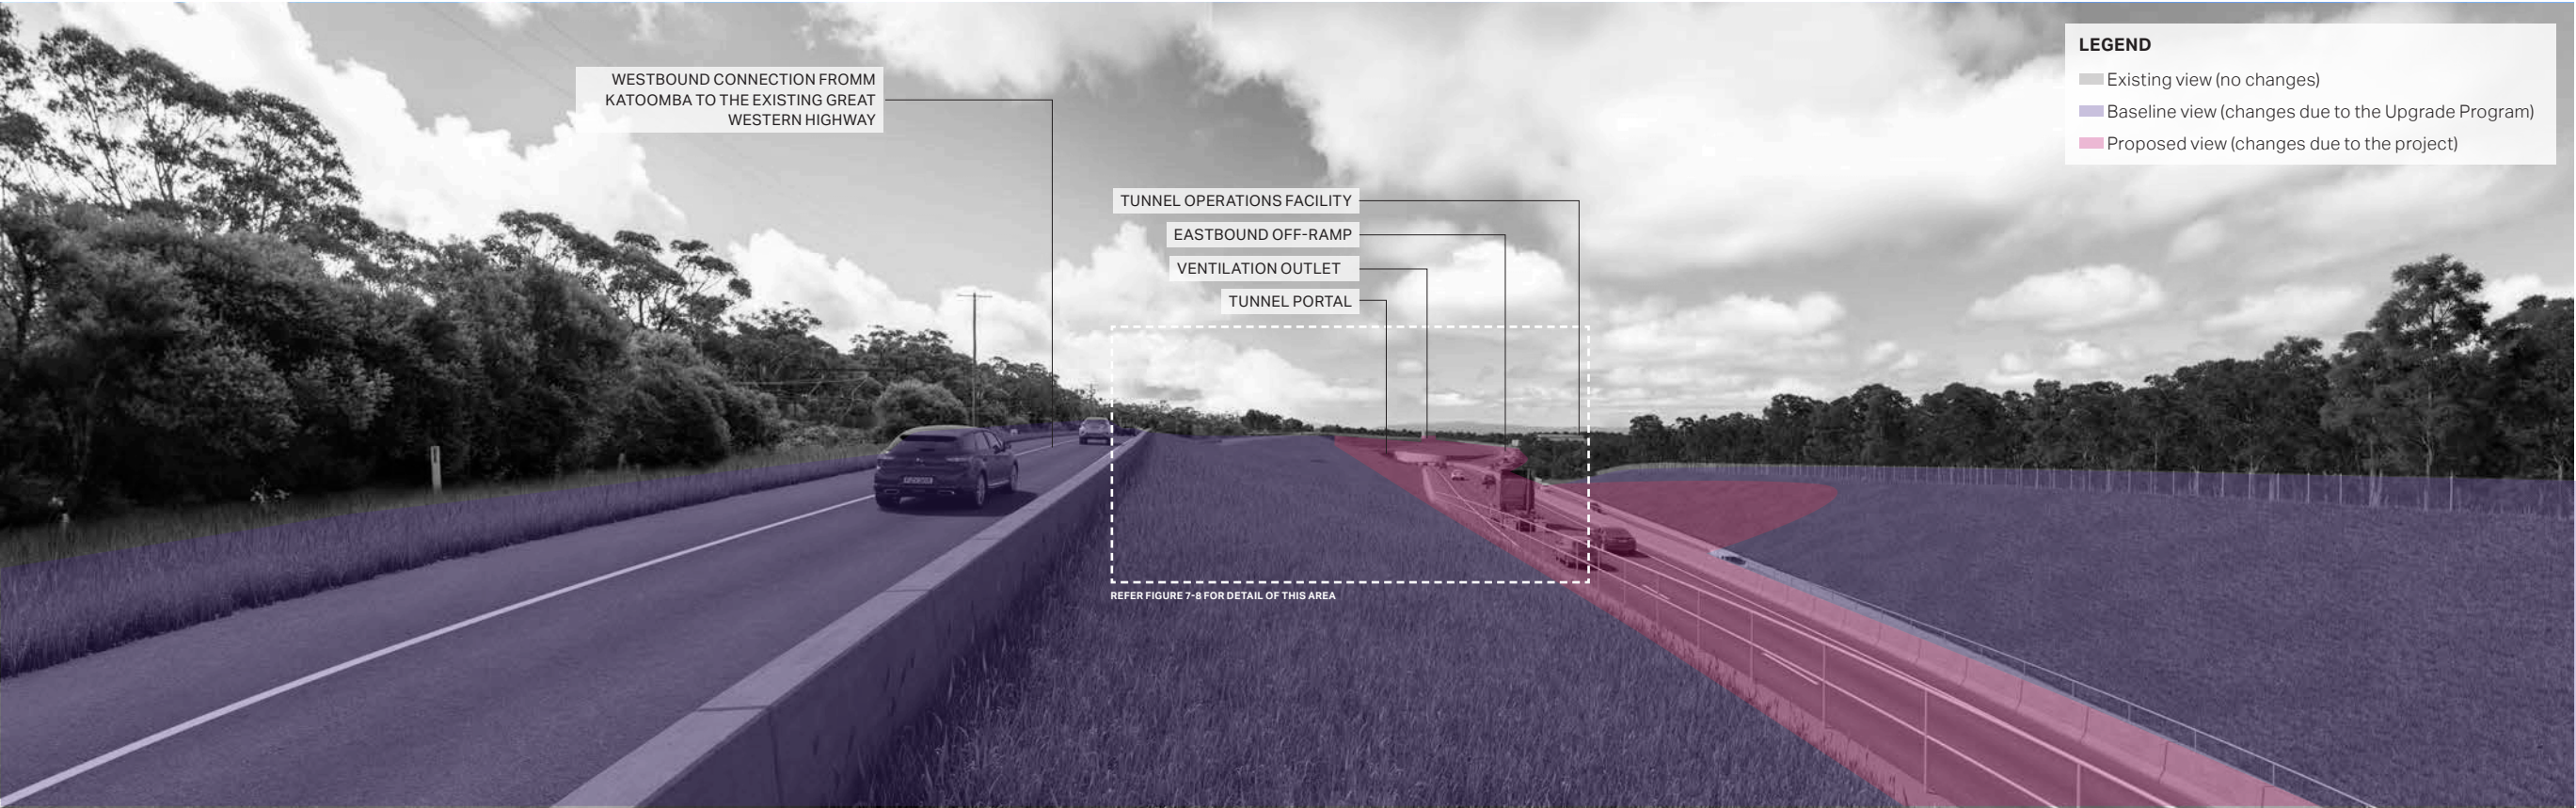 WESTBOUND CONNECTION FROMM
KATOOMBA TO THE EXISTING GREAT
WESTERN HIGHWAY
TUNNEL OPERATIONS FACILITY
EASTBOUND OFF-RAMP
VENTILATION OUTLET
TUNNEL PORTAL
REFER FIGURE 7-8 FOR DETAIL OF THIS AREA
LEGEND
Existing view (no changes)
Baseline view (changes due to the Upgrade Program)
Proposed view (changes due to the project)